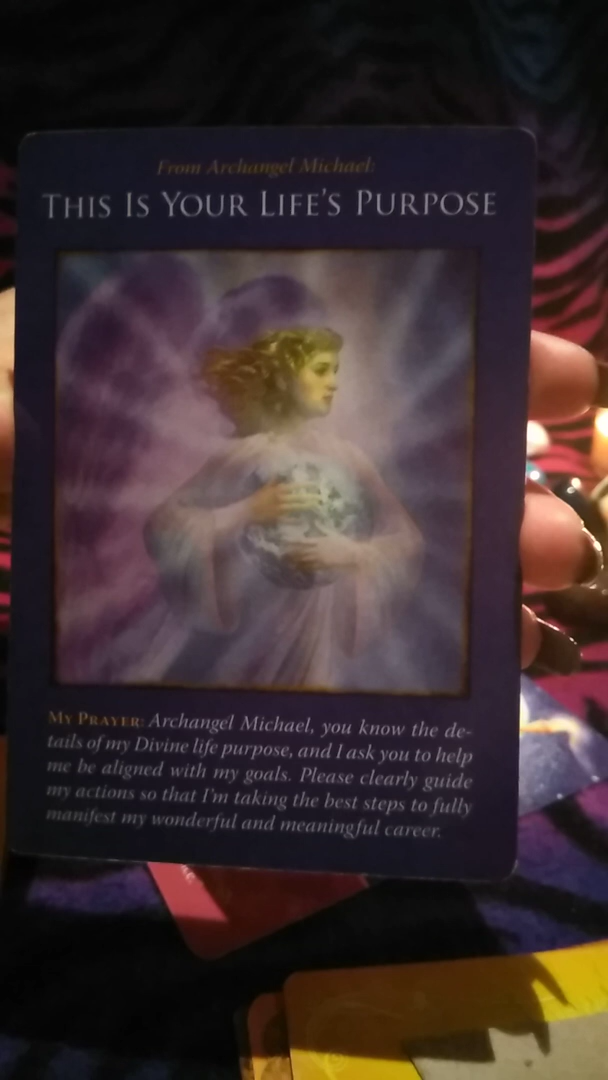 From Archangel Michael:
THIS IS YOUR LIFE'S PURPOSE
MY PRAYER: Archangel Michael, you know the de-
tails of my Divine life purpose, and I ask you to help
me be aligned with my goals. Please clearly guide
my actions so that I'm taking the best steps to fully
manifest my wonderful and meaningful career.